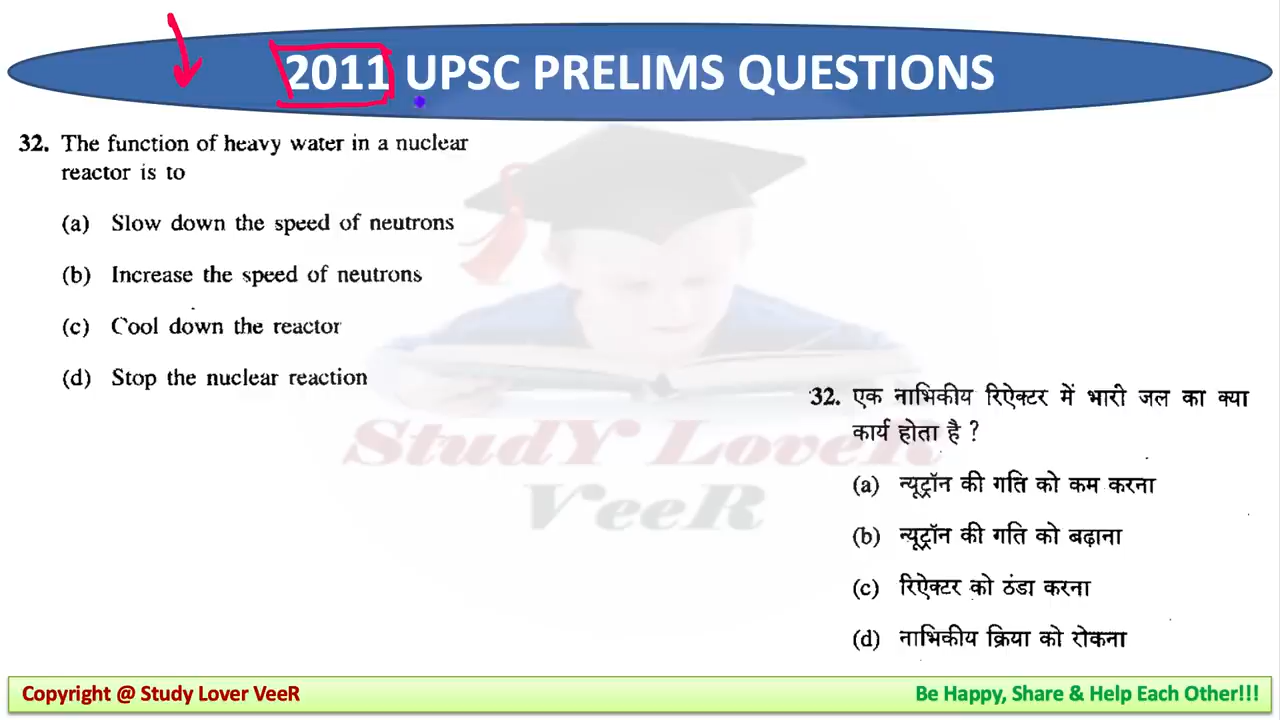 2011 UPSC PRELIMS QUESTIONS
32. The function of heavy water in a nuclear
reactor is to
(a) Slow down the speed of neutrons
(b) Increase the speed of neutrons
(c) Cool down the reactor
(d) Stop the nuclear reaction
32. एक नाभिकीय रिऐक्टर में भारी जल का क्या
कार्य होता है ?
(a) न्यूट्रॉन की गति को कम करना
(b) न्यूट्रॉन की गति को बढ़ाना
(c) रिऐक्टर को ठंडा करना
(d) नाभिकीय क्रिया को रोकना
StudY LoveR
VeeR
Copyright @ Study Lover VeeR
Be Happy, Share & Help Each Other!!!